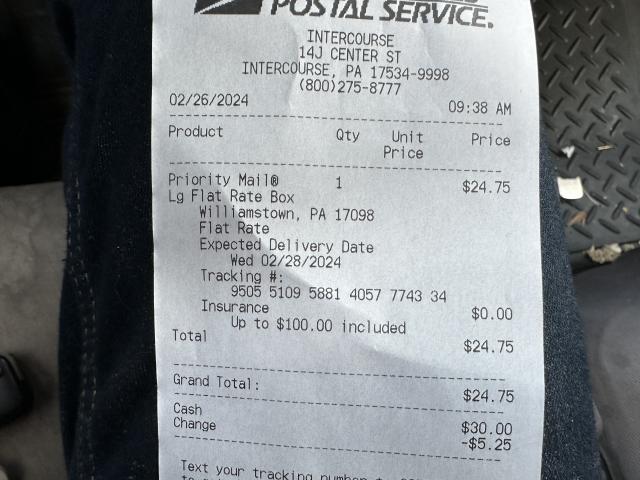 POSTAL SERVICE.
INTERCOURSE
14J CENTER ST
INTERCOURSE, PA 17534-9998
(800)275-8777
02/26/2024 09:38 AM
Product Qty Unit Price
Price
Priority Mail® 1 $24.75
Lg Flat Rate Box
Williamstown, PA 17098
Flat Rate
Expected Delivery Date
Wed 02/28/2024
Tracking #:
9505 5109 5881 4057 7743 34
Insurance $0.00
Up to $100.00 included
Total $24.75
Grand Total: $24.75
Cash $30.00
Change -$5.25
Text your tracking number